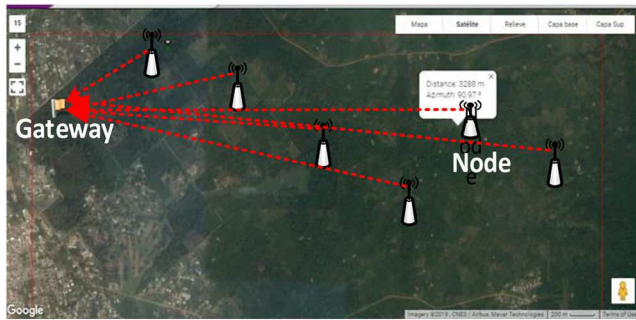 15
Mapa Satélite Relieve Capa base Capa Sup.
+
−
Distance: 3288 m
Azimuth: 90.97 º
Gateway
Node
Google
Imagery ©2019, CNES / Airbus, Maxar Technologies 200 m Terms of Use